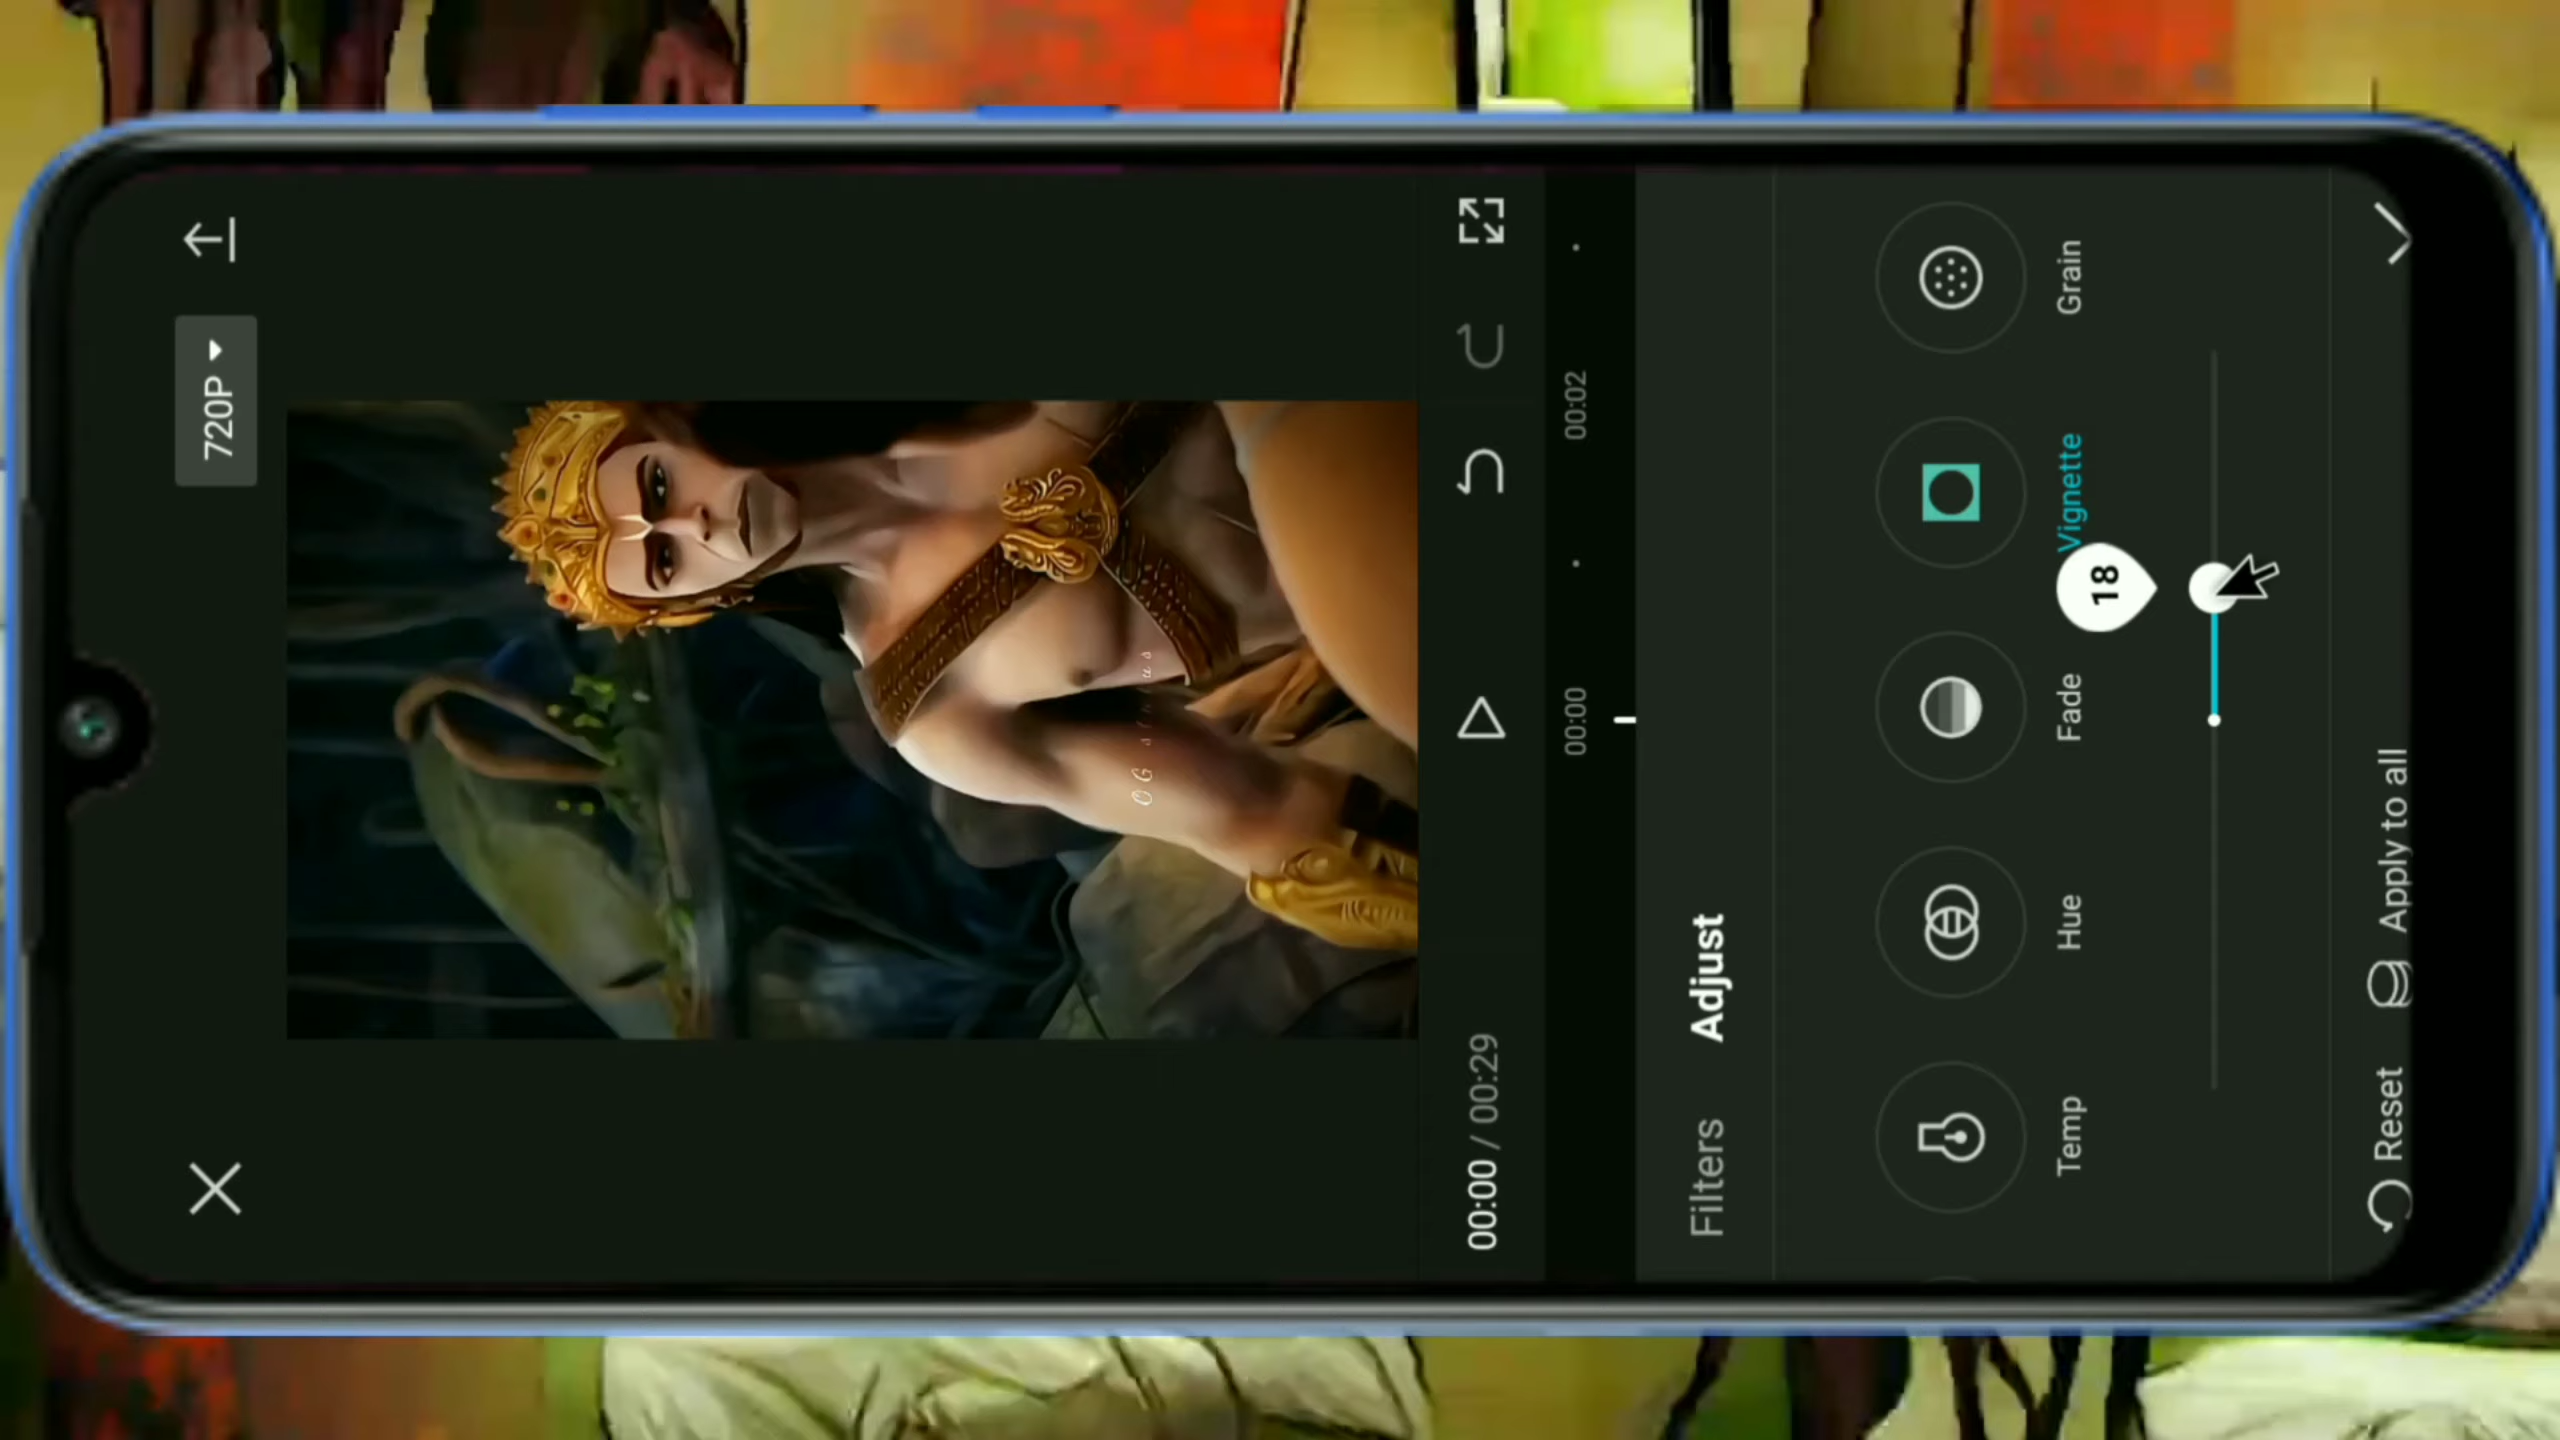 720P
00:00 / 00:29
00:00
00:02
Filters
Adjust
Temp
Hue
Fade
Vignette
Grain
18
Reset
Apply to all